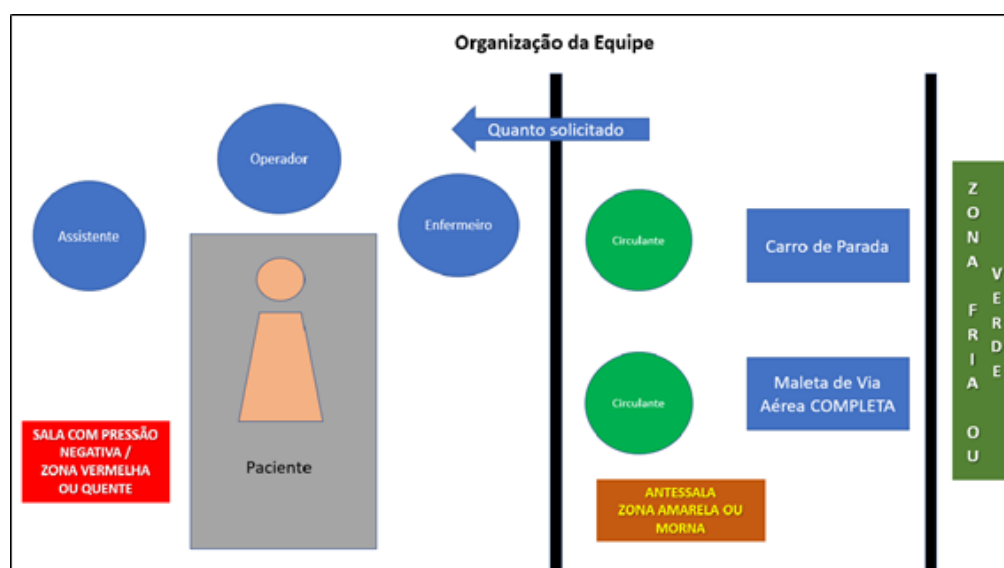 Organização da Equipe
Quanto solicitado
Operador
Assistente
Enfermeiro
Circulante
Carro de Parada
Circulante
Maleta de Via
Aérea COMPLETA
SALA COM PRESSÃO
NEGATIVA /
ZONA VERMELHA
OU QUENTE
Paciente
ANTESSALA
ZONA AMARELA OU
MORNA
ZONA FRIA OU
VERDE